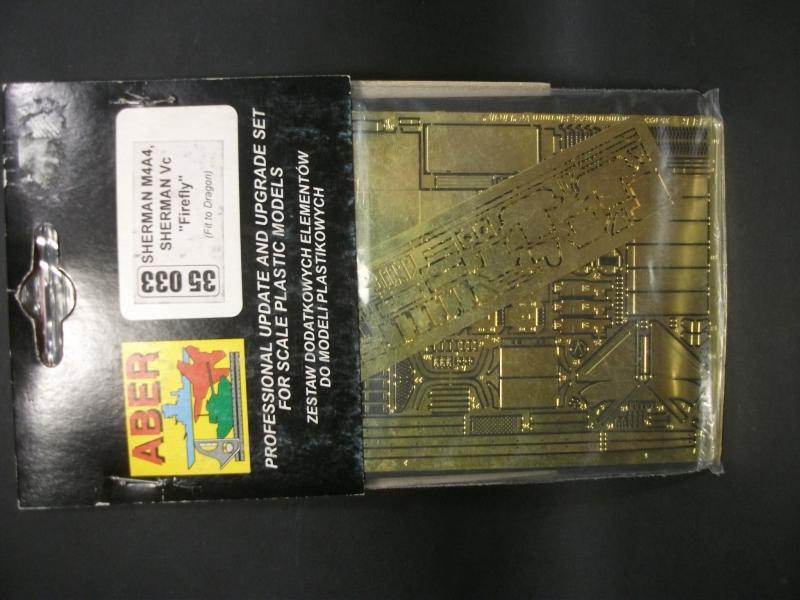 ABER
35 033
SHERMAN M4A4,
SHERMAN Vc
"Firefly"
(Fit to Dragon)
PROFESSIONAL UPDATE AND UPGRADE SET
FOR SCALE PLASTIC MODELS
ZESTAW DODATKOWYCH ELEMENTÓW
DO MODELI PLASTIKOWYCH